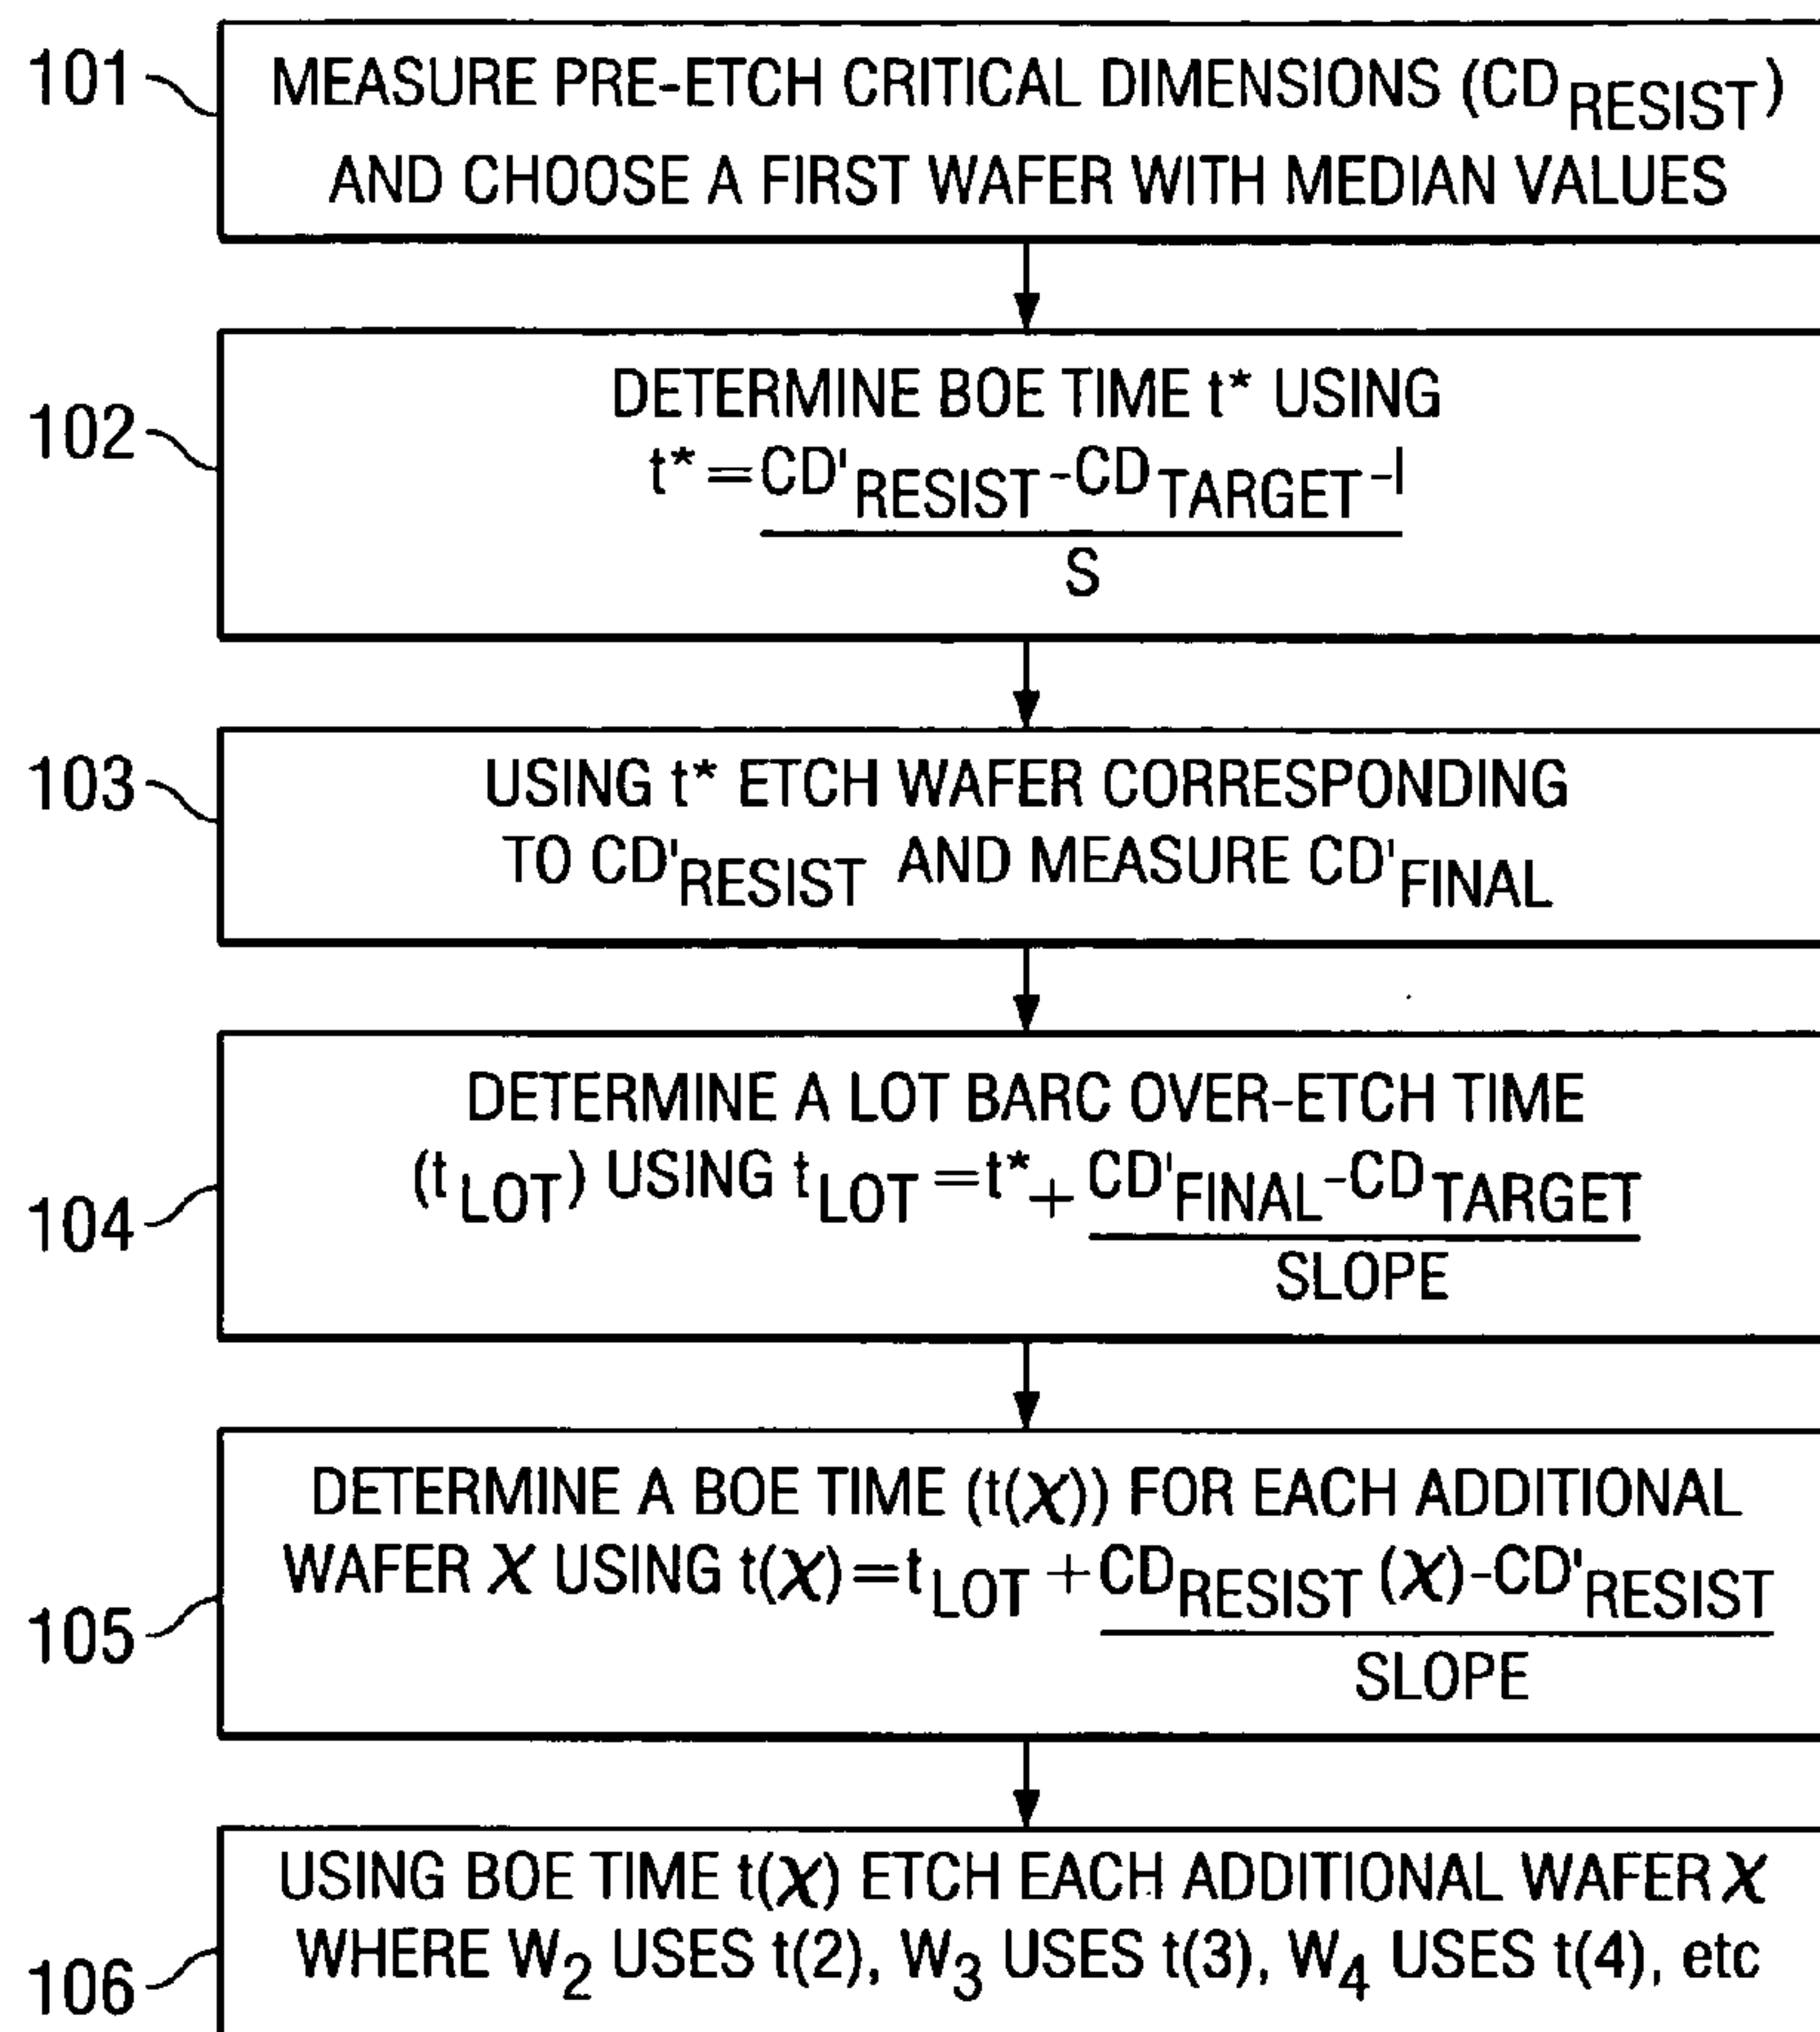 101
MEASURE PRE-ETCH CRITICAL DIMENSIONS (CD RESIST)
AND CHOOSE A FIRST WAFER WITH MEDIAN VALUES
102
DETERMINE BOE TIME t* USING
t* = CD'RESIST - CD TARGET - I
S
103
USING t* ETCH WAFER CORRESPONDING
TO CD'RESIST AND MEASURE CD'FINAL
104
DETERMINE A LOT BARC OVER-ETCH TIME
(t LOT) USING t LOT = t* + CD'FINAL - CD TARGET
SLOPE
105
DETERMINE A BOE TIME (t(X)) FOR EACH ADDITIONAL
WAFER X USING t(X) = t LOT + CD RESIST (X) - CD'RESIST
SLOPE
106
USING BOE TIME t(X) ETCH EACH ADDITIONAL WAFER X
WHERE W2 USES t(2), W3 USES t(3), W4 USES t(4), etc